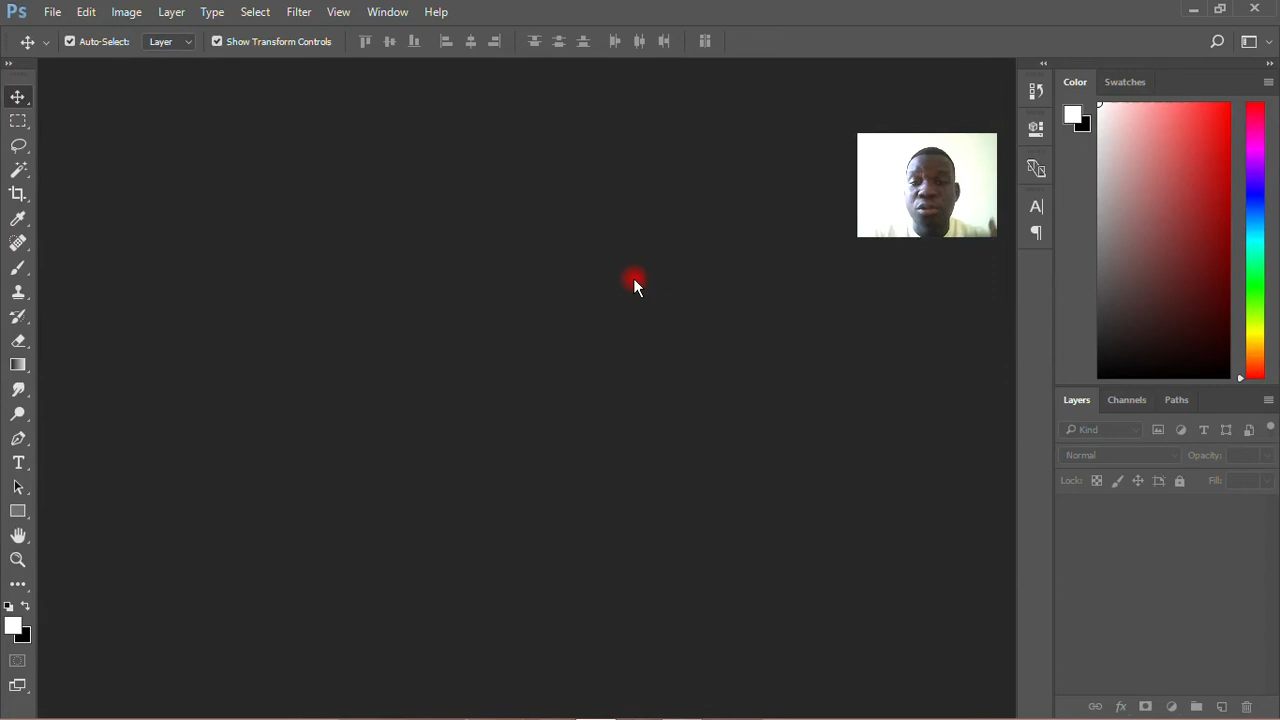 Ps File Edit Image Layer Type Select Filter View Window Help
Auto-Select: Layer Show Transform Controls
Color Swatches
A
Layers Channels Paths
Kind T
Normal Opacity:
Lock: Fill:
T
fx